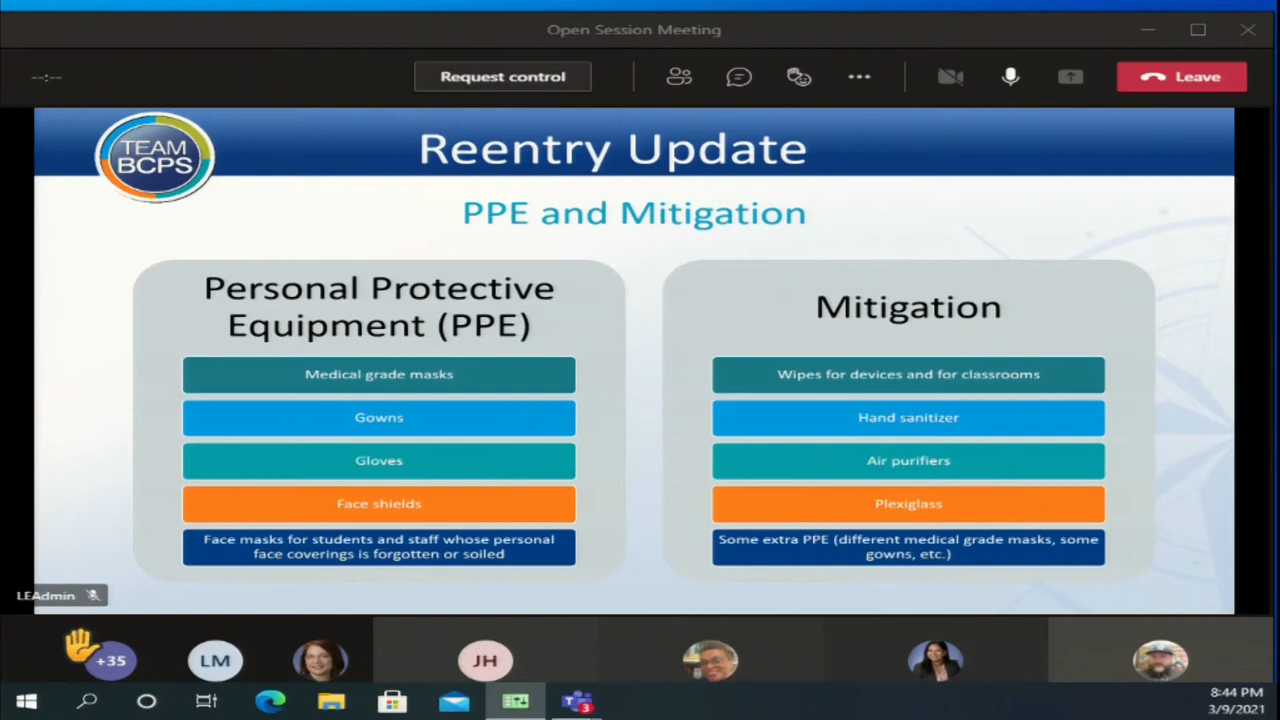 Open Session Meeting
--:--
Request control
Leave
TEAM
BCPS
Reentry Update
PPE and Mitigation
Personal Protective
Equipment (PPE)
Medical grade masks
Gowns
Gloves
Face shields
Face masks for students and staff whose personal
face coverings is forgotten or soiled
Mitigation
Wipes for devices and for classrooms
Hand sanitizer
Air purifiers
Plexiglass
Some extra PPE (different medical grade masks, some
gowns, etc.)
LEAdmin
+35
LM
JH
3
8:44 PM
3/9/2021